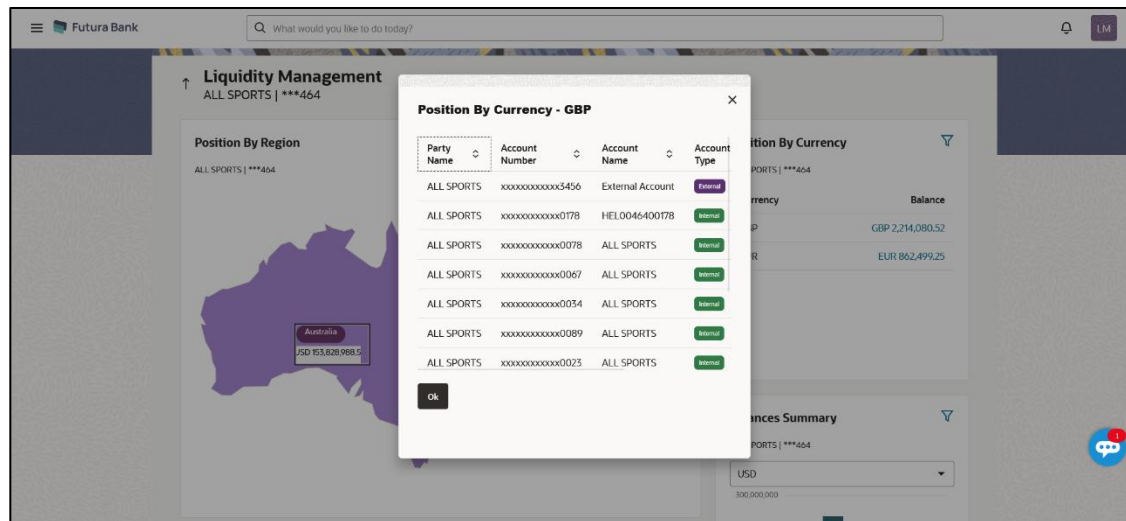 Futura Bank
What would you like to do today?
LM
Liquidity Management
ALL SPORTS | ***464
Position By Region
ALL SPORTS | ***464
Australia
USD 153,828,988.5
Position By Currency - GBP
Party Name Account Number Account Name Account Type
ALL SPORTS xxxxxxxxxxxx3456 External Account External
ALL SPORTS xxxxxxxxxxxx0178 HEL0046400178 Internal
ALL SPORTS xxxxxxxxxxxx0078 ALL SPORTS Internal
ALL SPORTS xxxxxxxxxxxx0067 ALL SPORTS Internal
ALL SPORTS xxxxxxxxxxxx0034 ALL SPORTS Internal
ALL SPORTS xxxxxxxxxxxx0089 ALL SPORTS Internal
ALL SPORTS xxxxxxxxxxxx0023 ALL SPORTS Internal
Ok
ition By Currency
PORTS | ***464
rrency Balance
P GBP 2,214,080.52
R EUR 862,499.25
ances Summary
PORTS | ***464
USD
300,000,000
1